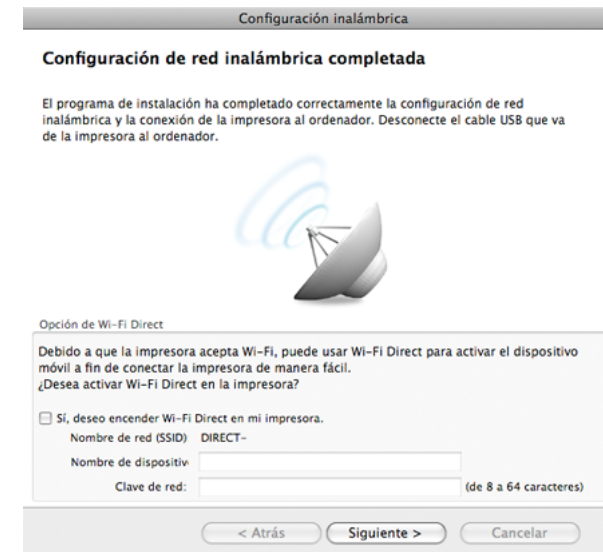 Configuración inalámbrica
Configuración de red inalámbrica completada
El programa de instalación ha completado correctamente la configuración de red
inalámbrica y la conexión de la impresora al ordenador. Desconecte el cable USB que va
de la impresora al ordenador.
Opción de Wi-Fi Direct
Debido a que la impresora acepta Wi-Fi, puede usar Wi-Fi Direct para activar el dispositivo
móvil a fin de conectar la impresora de manera fácil.
¿Desea activar Wi-Fi Direct en la impresora?
Sí, deseo encender Wi-Fi Direct en mi impresora.
Nombre de red (SSID) DIRECT-
Nombre de dispositiv
Clave de red: (de 8 a 64 caracteres)
< Atrás Siguiente > Cancelar